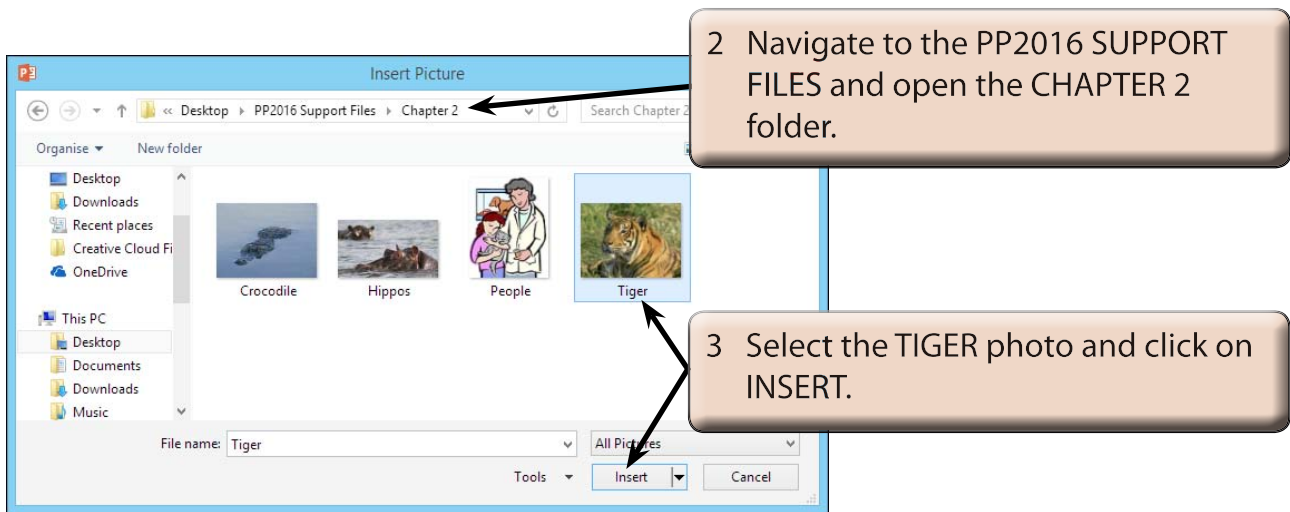 2 Navigate to the PP2016 SUPPORT
FILES and open the CHAPTER 2
folder.
Insert Picture
« Desktop PP2016 Support Files Chapter 2
Search Chapter 2
Organise
New folder
Desktop
Downloads
Recent places
Creative Cloud Fi
OneDrive
This PC
Desktop
Documents
Downloads
Music
Crocodile
Hippos
People
Tiger
3 Select the TIGER photo and click on
INSERT.
File name: Tiger
All Pictures
Tools
Insert
Cancel